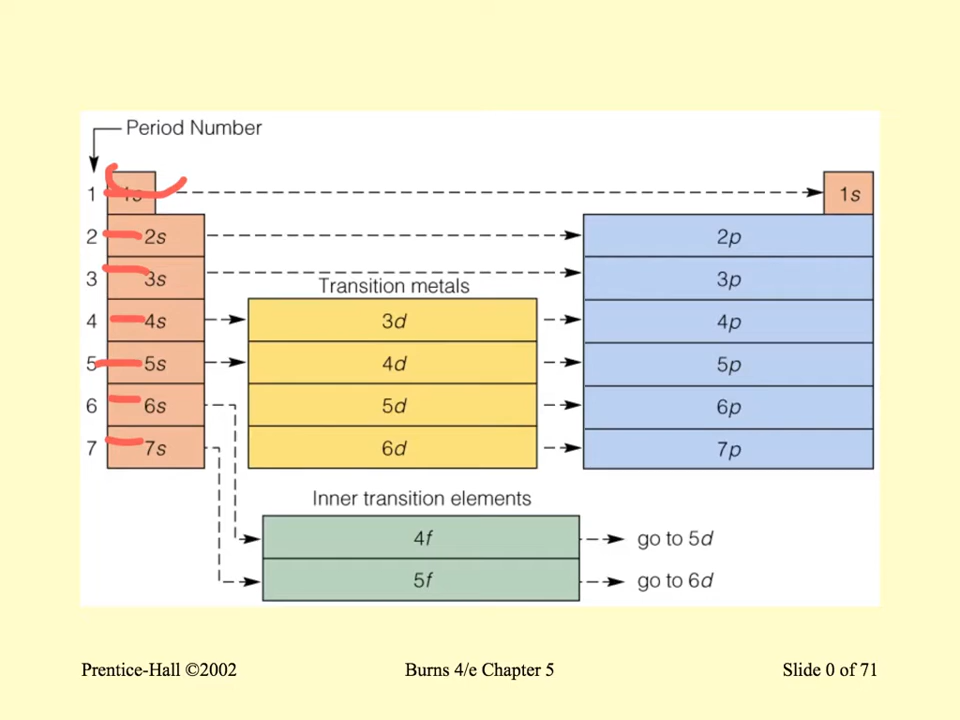 Period Number
1 1s 1s
2 2s 2p
3 3s 3p
Transition metals
4 4s 3d 4p
5 5s 4d 5p
6 6s 5d 6p
7 7s 6d 7p
Inner transition elements
4f go to 5d
5f go to 6d
Prentice-Hall ©2002 Burns 4/e Chapter 5 Slide 0 of 71